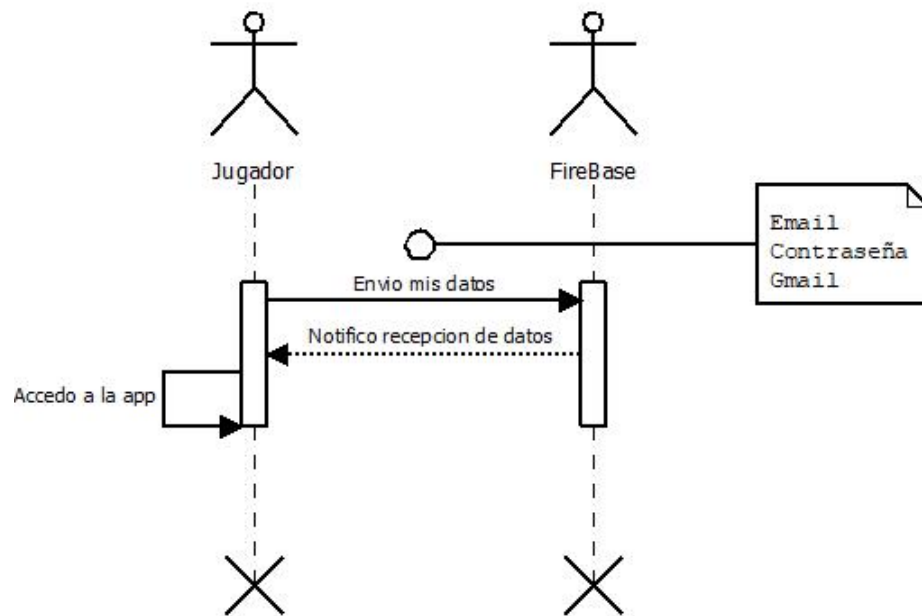 Jugador
FireBase
Email
Contraseña
Gmail
Envio mis datos
Notifico recepcion de datos
Accedo a la app